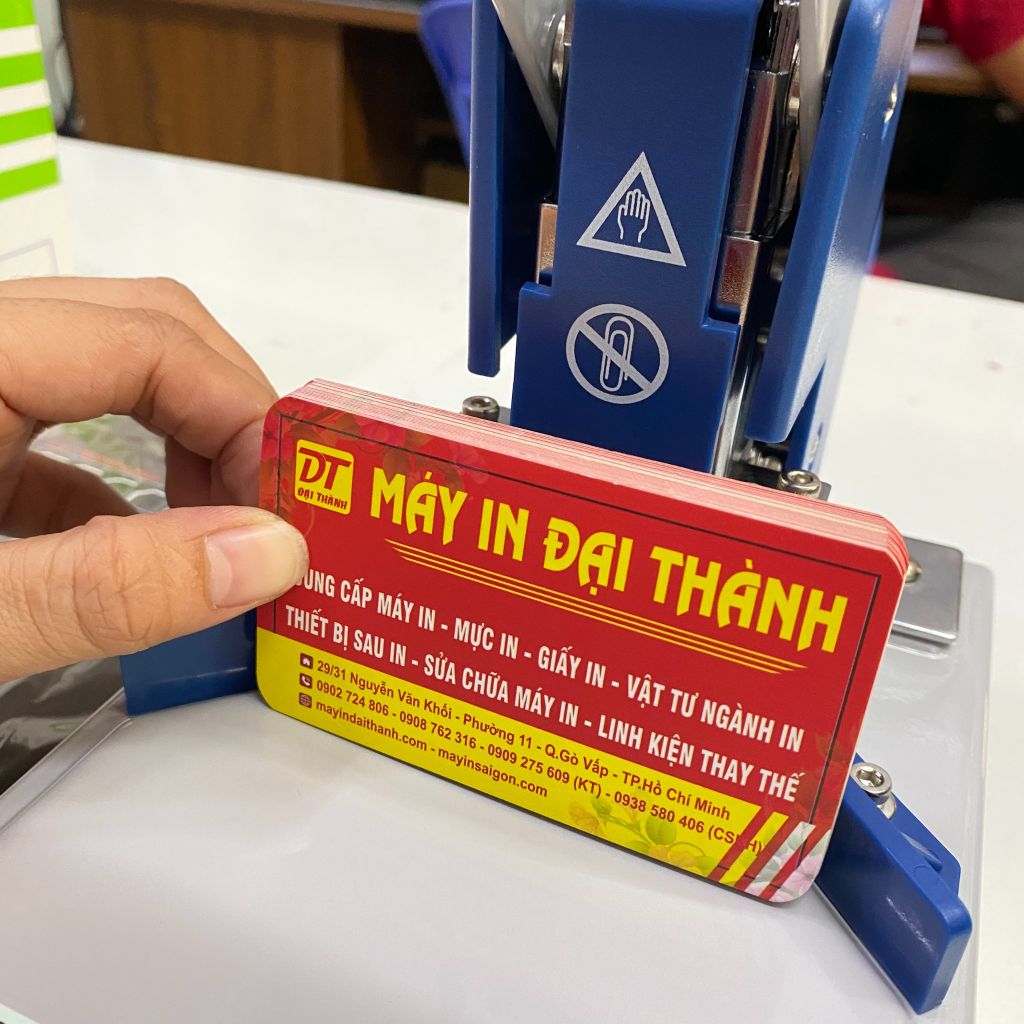 DT
ĐẠI THÀNH
MÁY IN ĐẠI THÀNH
CUNG CẤP MÁY IN - MỰC IN - GIẤY IN - VẬT TƯ NGÀNH IN
THIẾT BỊ SAU IN - SỬA CHỮA MÁY IN - LINH KIỆN THAY THẾ
29/31 Nguyễn Văn Khối - Phường 11 - Q.Gò Vấp - TP.Hồ Chí Minh
0902 724 806 - 0908 762 316 - 0909 275 609 (KT) - 0938 580 406 (CSKH)
mayindaithanh.com - mayinsaigon.com